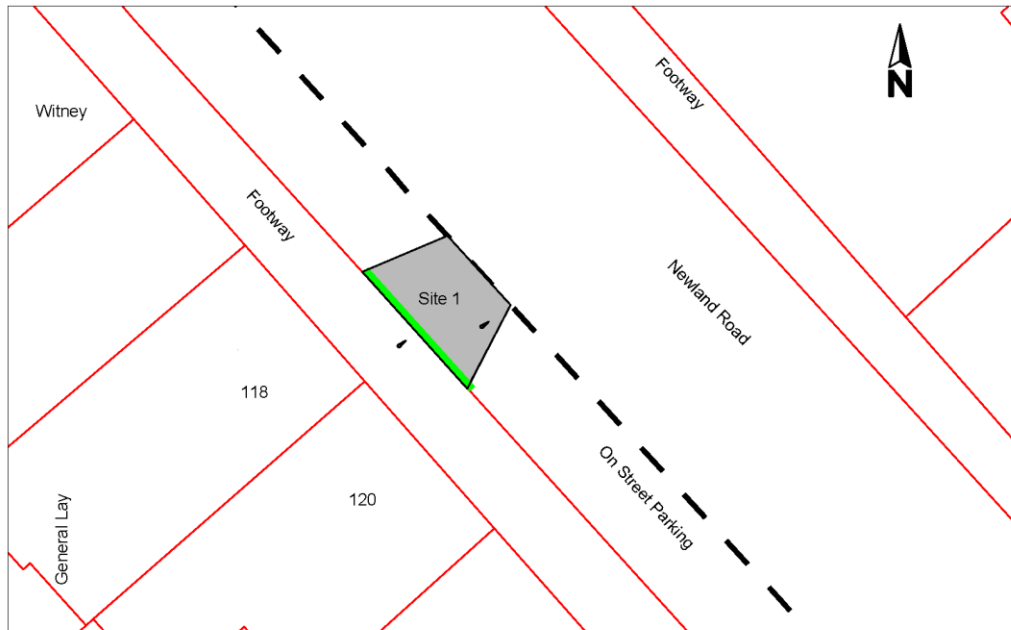 Footway
N
Witney
Footway
Newland Road
Site 1
118
120
On Street Parking
General Lay